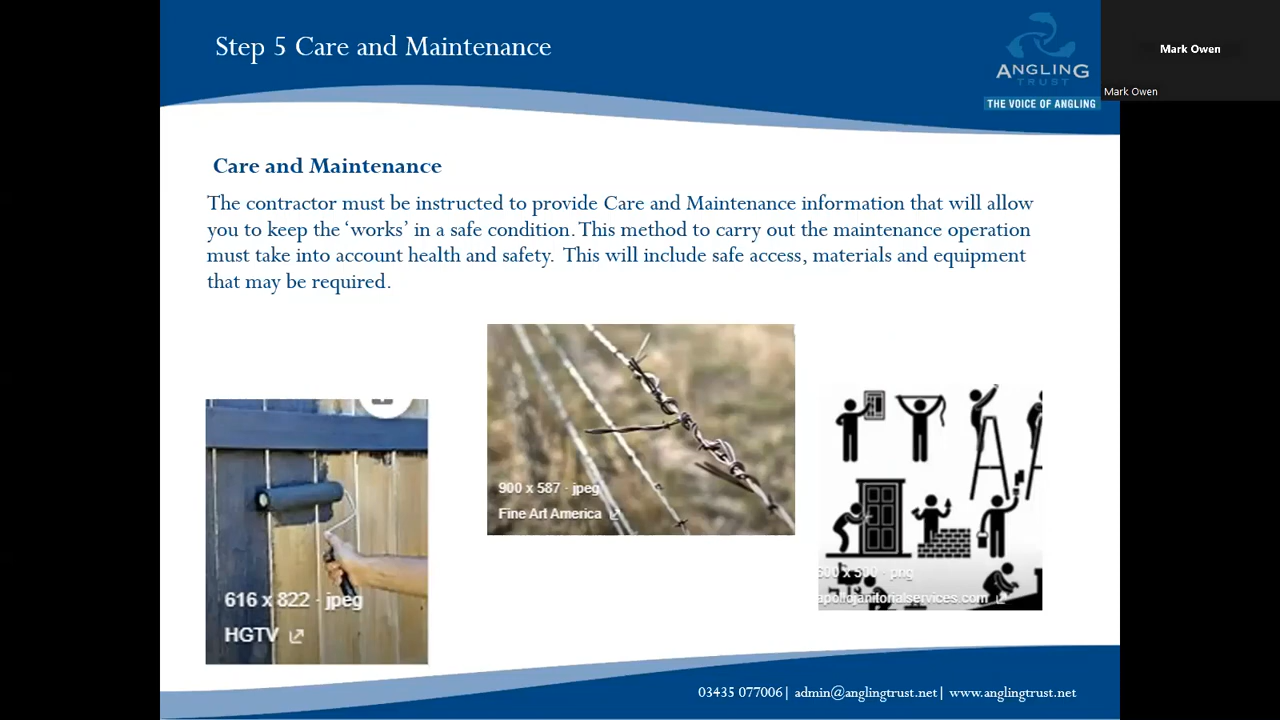 Step 5 Care and Maintenance
ANGLING
TRUST
THE VOICE OF ANGLING
Mark Owen
Mark Owen
Care and Maintenance
The contractor must be instructed to provide Care and Maintenance information that will allow
you to keep the ‘works’ in a safe condition. This method to carry out the maintenance operation
must take into account health and safety.  This will include safe access, materials and equipment
that may be required.
900 x 587 · jpeg
Fine Art America
616 x 822 · jpeg
HGTV
png
apollojanitorialservices.com
03435 077006| admin@anglingtrust.net| www.anglingtrust.net